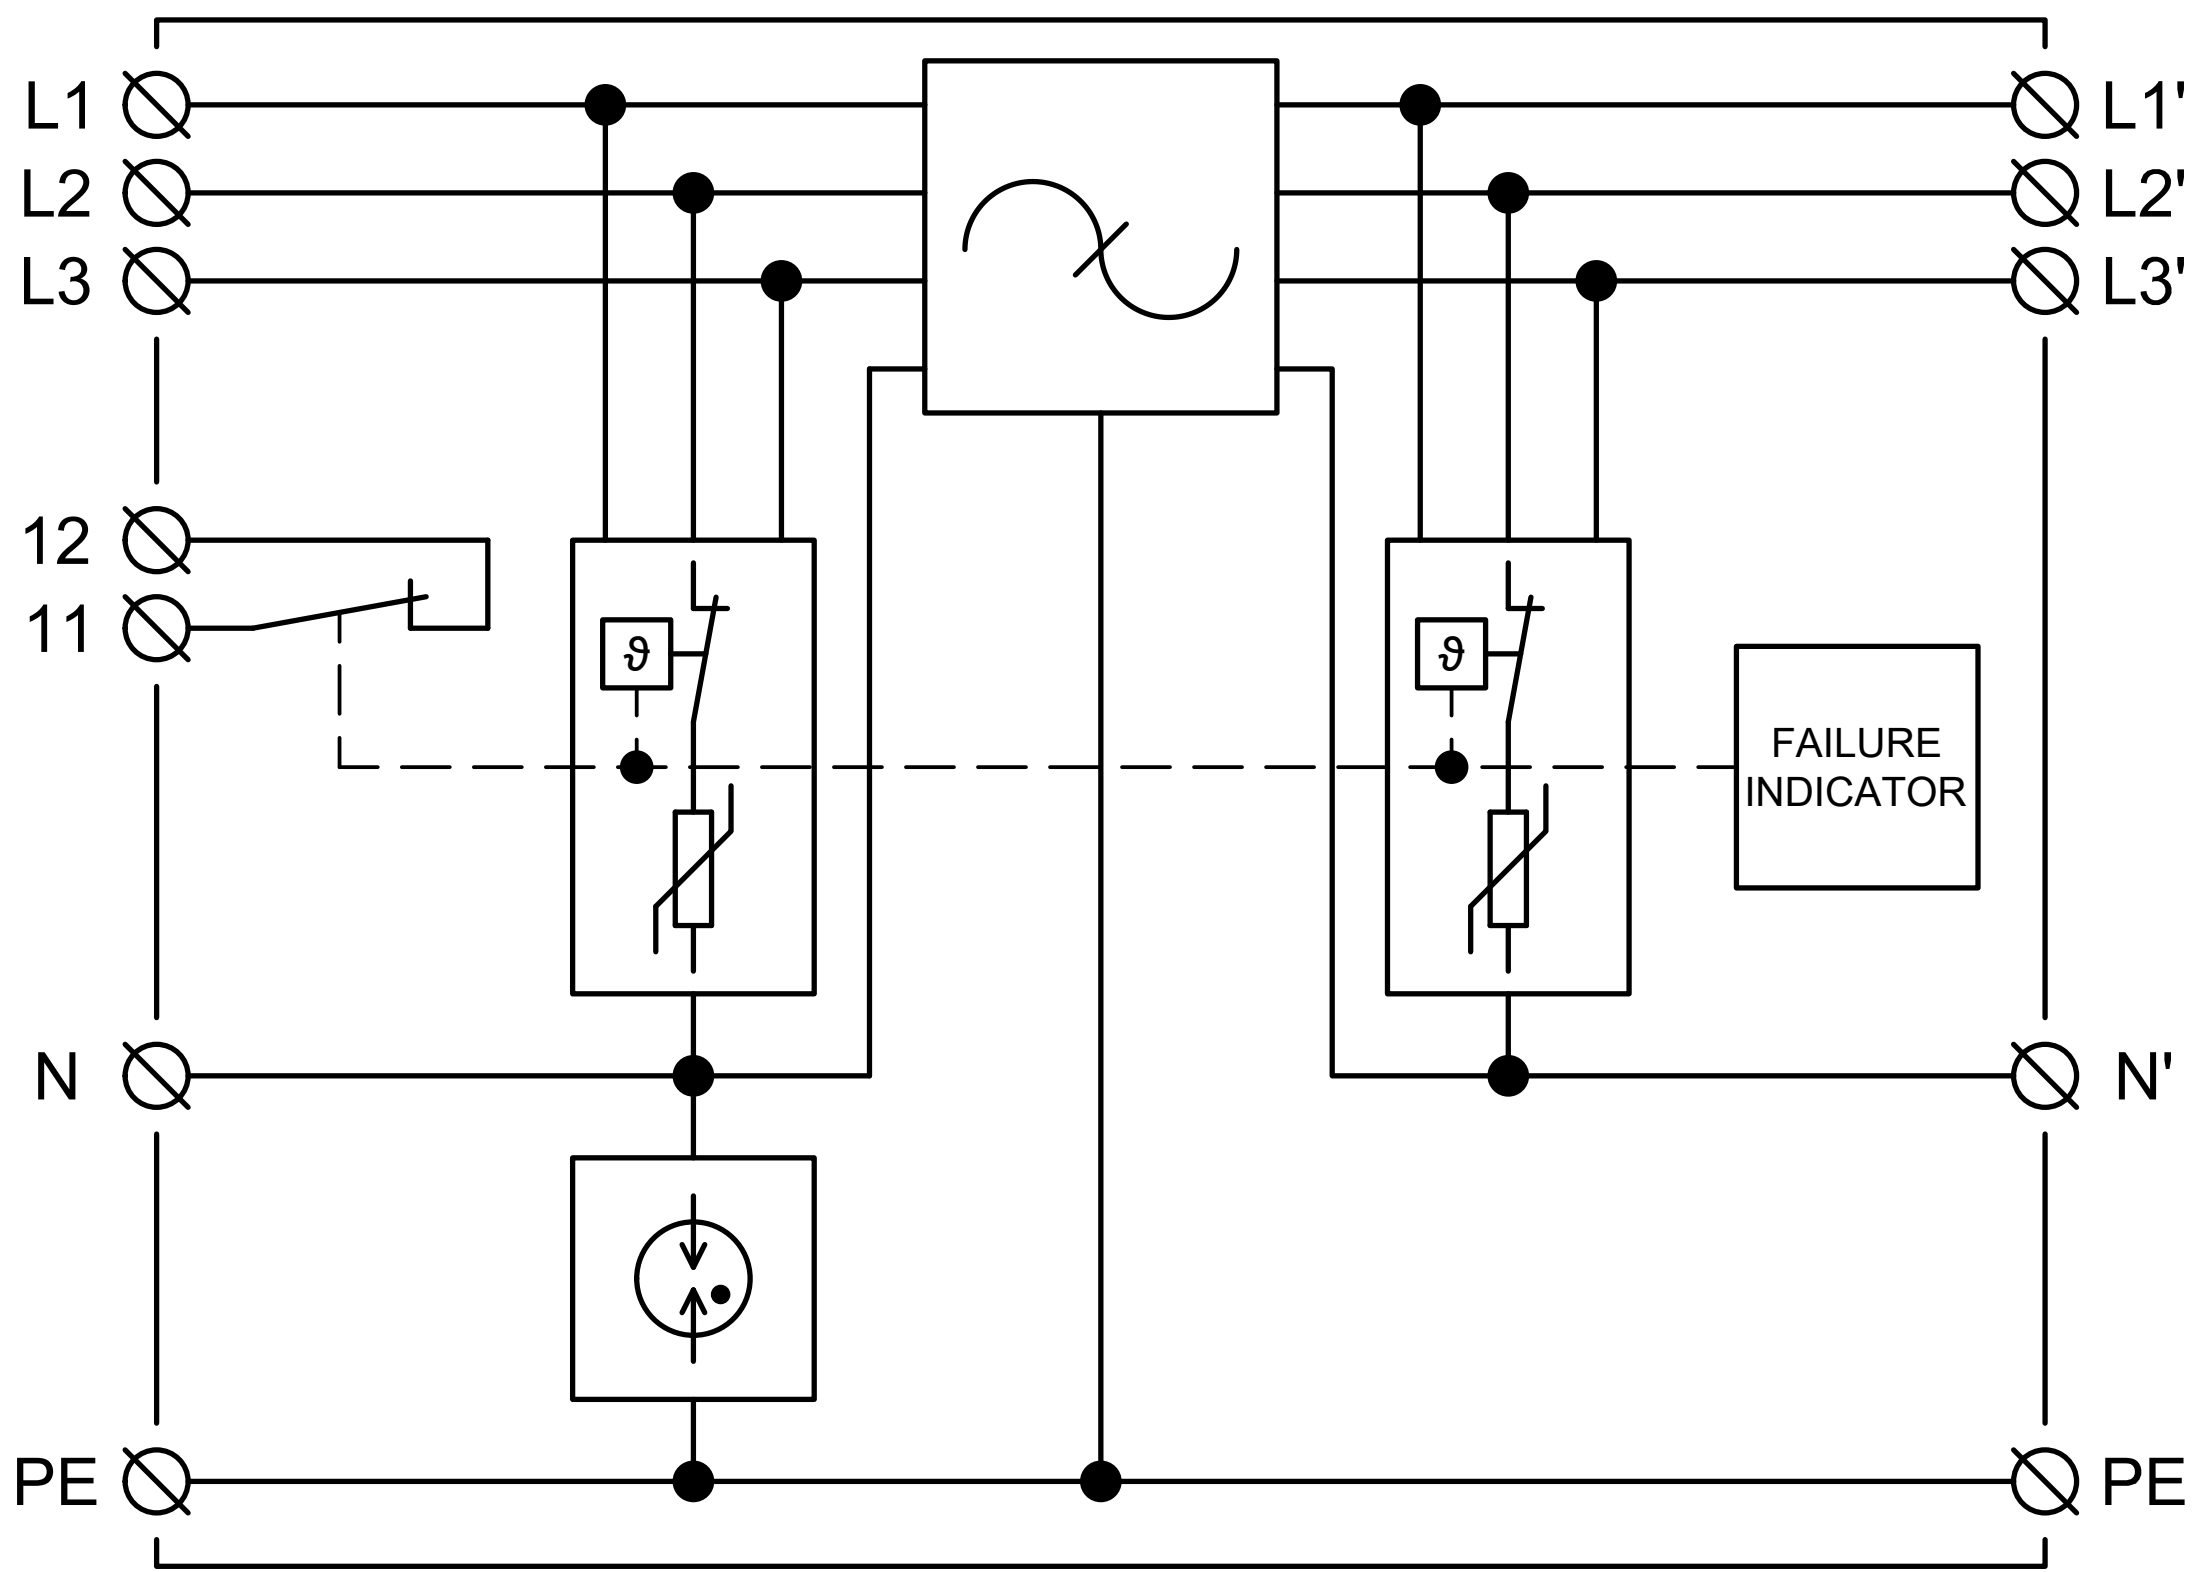 L1
L1'
L2
L2'
L3
L3'
12
11
ϑ
ϑ
FAILURE
INDICATOR
N
N'
PE
PE